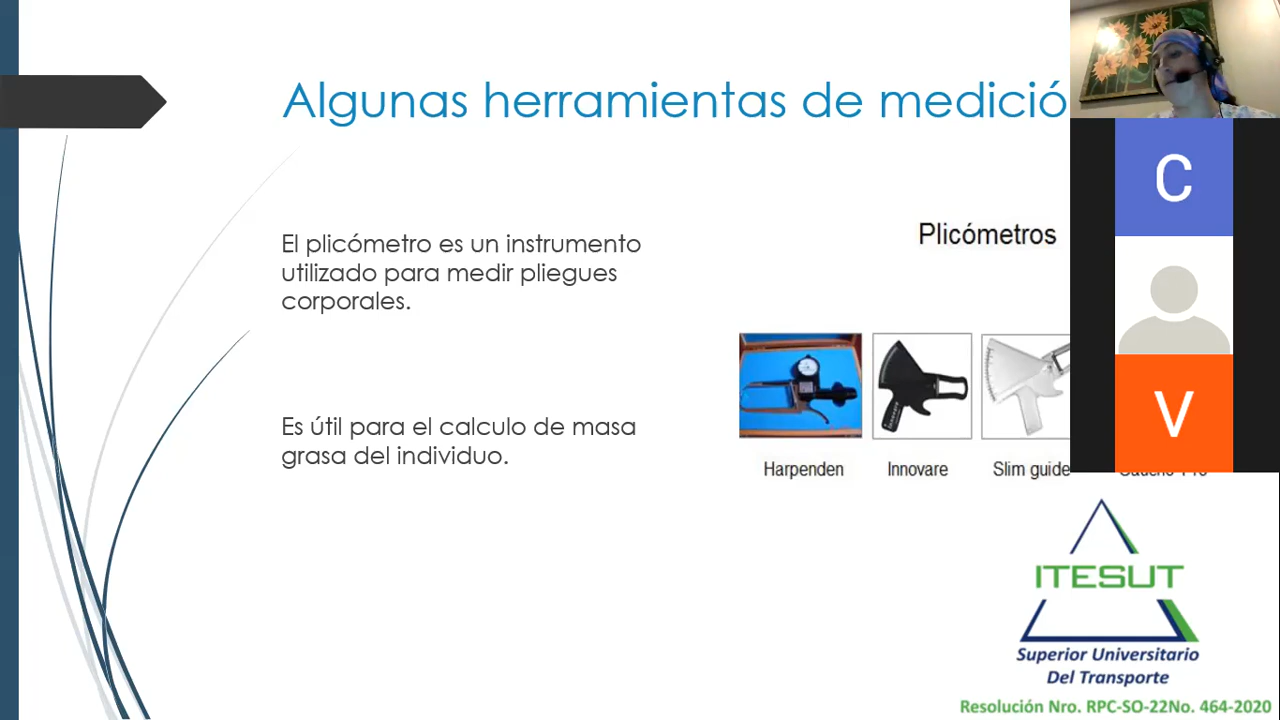 Algunas herramientas de medició
El plicómetro es un instrumento
utilizado para medir pliegues
corporales.
Es útil para el calculo de masa
grasa del individuo.
Plicómetros
Harpenden
Innovare
Slim guide
C
V
ITESUT
Superior Universitario
Del Transporte
Resolución Nro. RPC-SO-22No. 464-2020